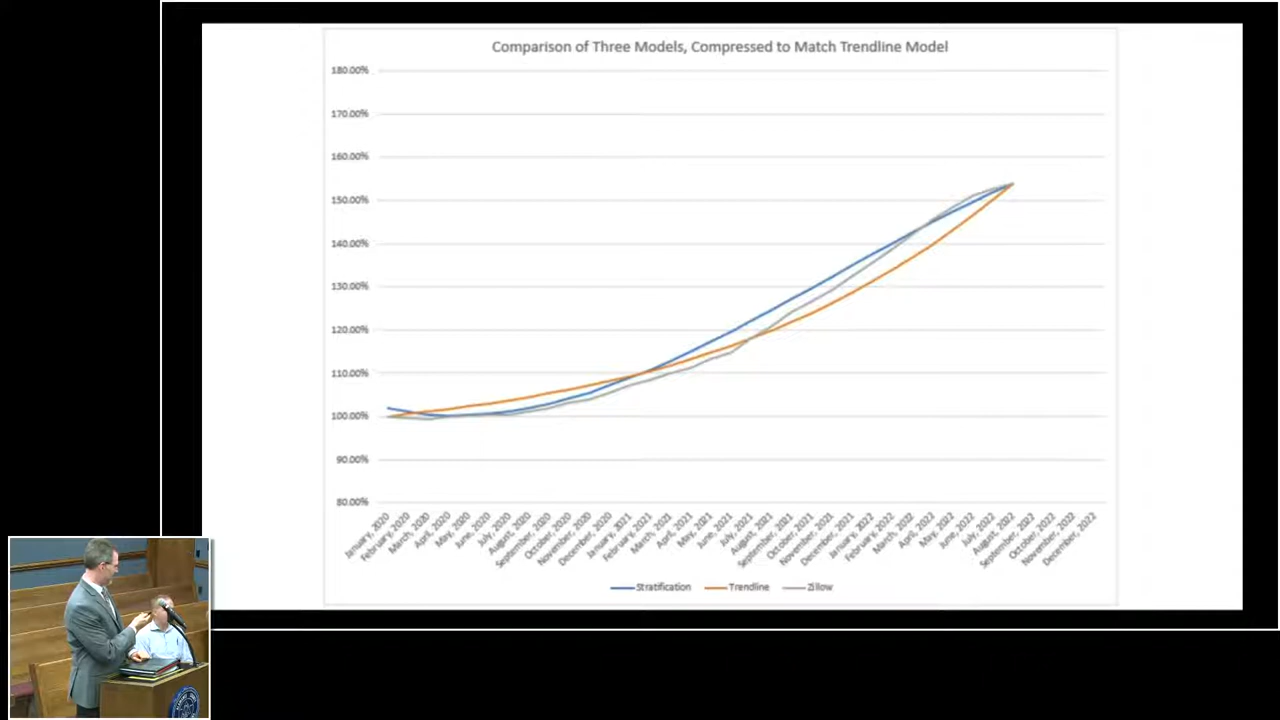 Comparison of Three Models, Compressed to Match Trendline Model
180.00%
170.00%
160.00%
150.00%
140.00%
130.00%
120.00%
110.00%
100.00%
90.00%
80.00%
January, 2020
February, 2020
March, 2020
April, 2020
May, 2020
June, 2020
July, 2020
August, 2020
September, 2020
October, 2020
November, 2020
December, 2020
January, 2021
February, 2021
March, 2021
April, 2021
May, 2021
June, 2021
July, 2021
August, 2021
September, 2021
October, 2021
November, 2021
December, 2021
January, 2022
February, 2022
March, 2022
April, 2022
May, 2022
June, 2022
July, 2022
August, 2022
September, 2022
October, 2022
November, 2022
December, 2022
Stratification Trendline Zillow